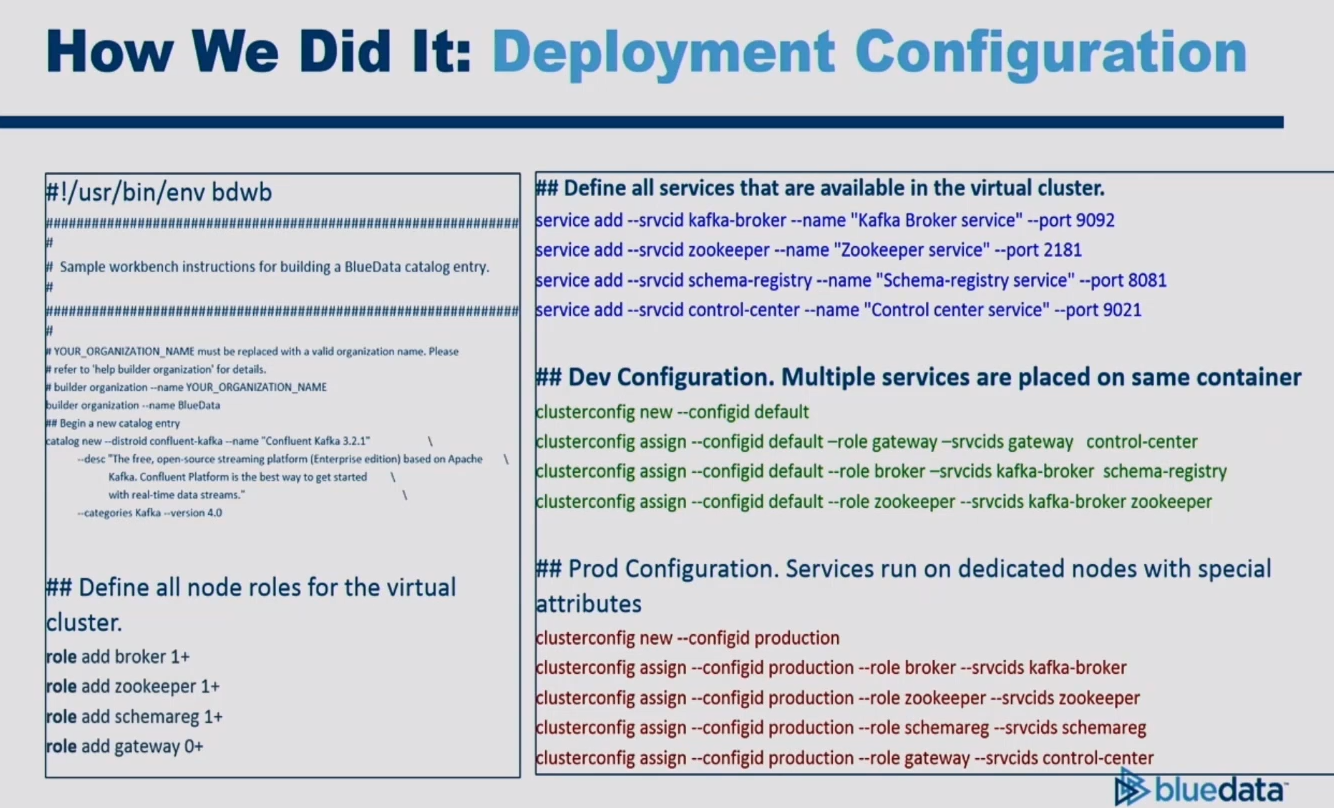 How We Did It: Deployment Configuration
#!/usr/bin/env bdwb
#############################################################
#
# Sample workbench instructions for building a BlueData catalog entry.
#
#############################################################
#
# YOUR_ORGANIZATION_NAME must be replaced with a valid organization name. Please
# refer to 'help builder organization' for details.
# builder organization --name YOUR_ORGANIZATION_NAME
builder organization --name BlueData
## Begin a new catalog entry
catalog new --distroid confluent-kafka --name "Confluent Kafka 3.2.1" \
--desc "The free, open-source streaming platform (Enterprise edition) based on Apache \
Kafka. Confluent Platform is the best way to get started \
with real-time data streams." \
--categories Kafka --version 4.0
## Define all node roles for the virtual
cluster.
role add broker 1+
role add zookeeper 1+
role add schemareg 1+
role add gateway 0+
## Define all services that are available in the virtual cluster.
service add --srvcid kafka-broker --name "Kafka Broker service" --port 9092
service add --srvcid zookeeper --name "Zookeeper service" --port 2181
service add --srvcid schema-registry --name "Schema-registry service" --port 8081
service add --srvcid control-center --name "Control center service" --port 9021
## Dev Configuration. Multiple services are placed on same container
clusterconfig new --configid default
clusterconfig assign --configid default –role gateway –srvcids gateway control-center
clusterconfig assign --configid default --role broker –srvcids kafka-broker schema-registry
clusterconfig assign --configid default --role zookeeper --srvcids kafka-broker zookeeper
## Prod Configuration. Services run on dedicated nodes with special
attributes
clusterconfig new --configid production
clusterconfig assign --configid production --role broker --srvcids kafka-broker
clusterconfig assign --configid production --role zookeeper --srvcids zookeeper
clusterconfig assign --configid production --role schemareg --srvcids schemareg
clusterconfig assign --configid production --role gateway --srvcids control-center
bluedata™